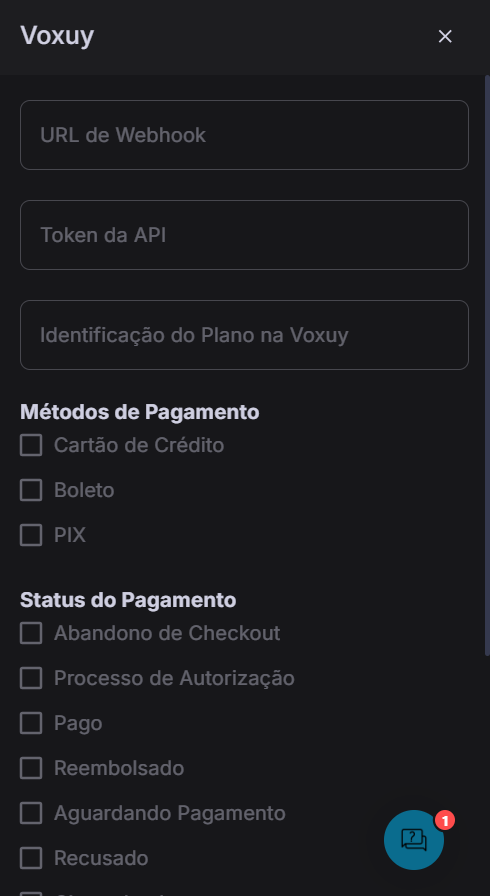 Voxuy
URL de Webhook
Token da API
Identificação do Plano na Voxuy
Métodos de Pagamento
Cartão de Crédito
Boleto
PIX
Status do Pagamento
Abandono de Checkout
Processo de Autorização
Pago
Reembolsado
Aguardando Pagamento
1
Recusado